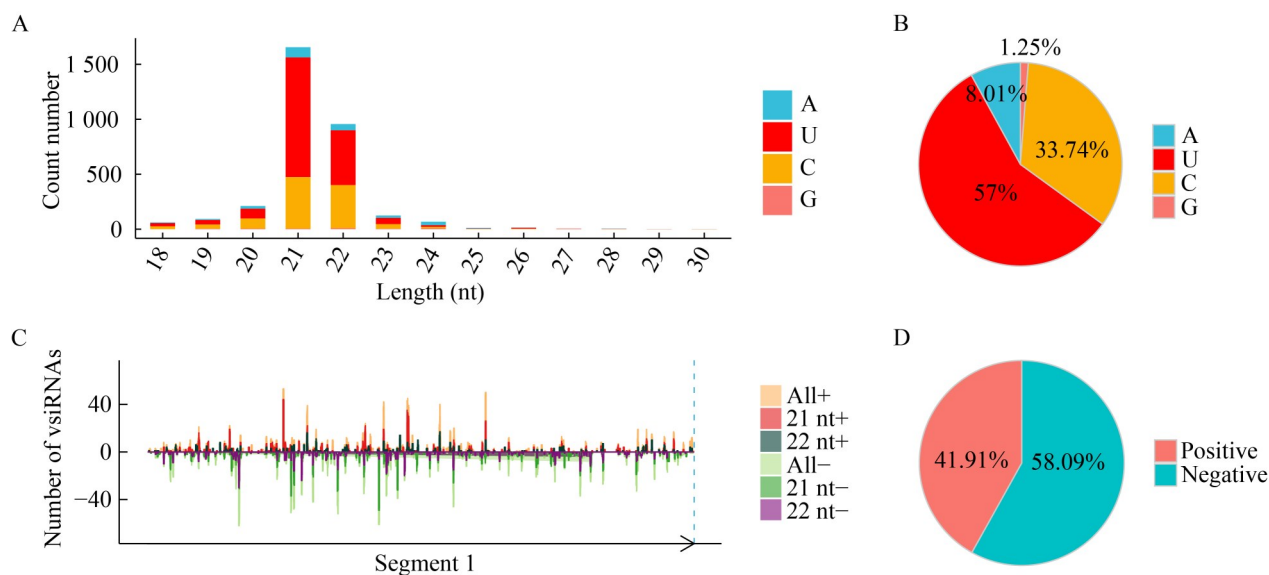 A
Count number
1 500
1 000
500
0
18 19 20 21 22 23 24 25 26 27 28 29 30
Length (nt)
A
U
C
G
B
1.25%
8.01%
33.74%
57%
A
U
C
G
C
Number of vsiRNAs
40
0
−40
Segment 1
All+
21 nt+
22 nt+
All−
21 nt−
22 nt−
D
41.91% 58.09%
Positive
Negative